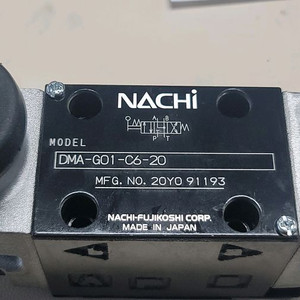 NACHi
A B
P T
MODEL
DMA-G01-C6-20
MFG. NO. 20Y0 91193
NACHI-FUJIKOSHI CORP.
MADE IN JAPAN